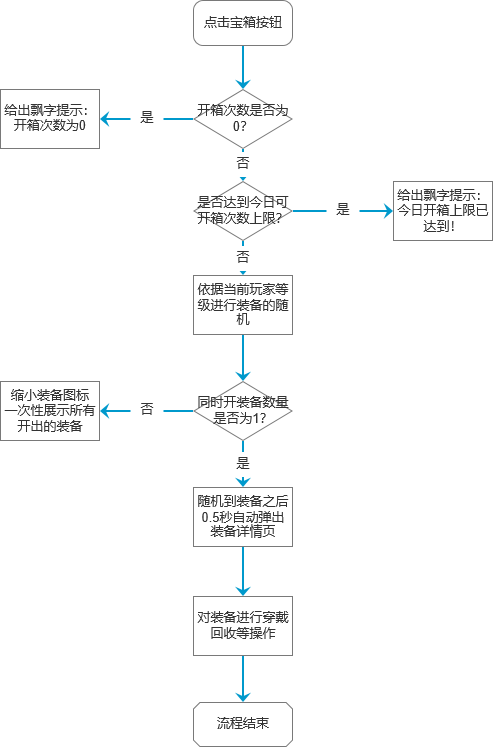 点击宝箱按钮
开箱次数是否为
0?
是
给出飘字提示:
开箱次数为0
否
是否达到今日可
开箱次数上限?
是
给出飘字提示:
今日开箱上限已
达到!
否
依据当前玩家等
级进行装备的随
机
同时开装备数量
是否为1?
否
缩小装备图标
一次性展示所有
开出的装备
是
随机到装备之后
0.5秒自动弹出
装备详情页
对装备进行穿戴
回收等操作
流程结束